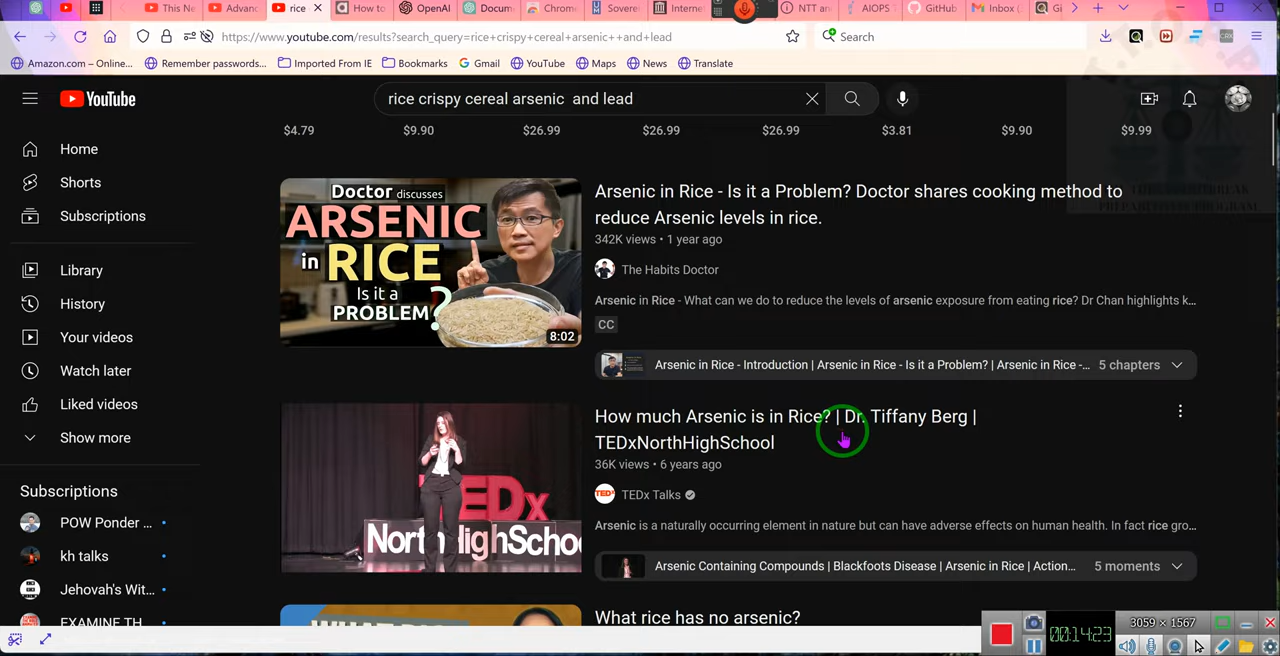 This Ne
Advanc
rice
How to
OpenAI
Docum
Chrome
Sovere
Interne
NTT and
AIOPS T
GitHub
Inbox (
Gi
https://www.youtube.com/results?search_query=rice+crispy+cereal+arsenic++and+lead
Search
Amazon.com – Online...
Remember passwords...
Imported From IE
Bookmarks
Gmail
YouTube
Maps
News
Translate
YouTube
rice crispy cereal arsenic and lead
$4.79
$9.90
$26.99
$26.99
$26.99
$3.81
$9.90
$9.99
Home
Shorts
Subscriptions
Library
History
Your videos
Watch later
Liked videos
Show more
Subscriptions
POW Ponder ...
kh talks
Jehovah's Wit...
EXAMINE TH...
Doctor discusses
ARSENIC
in RICE
Is it a
PROBLEM?
8:02
Arsenic in Rice - Is it a Problem? Doctor shares cooking method to
reduce Arsenic levels in rice.
342K views • 1 year ago
The Habits Doctor
Arsenic in Rice - What can we do to reduce the levels of arsenic exposure from eating rice? Dr Chan highlights k...
CC
Arsenic in Rice - Introduction | Arsenic in Rice - Is it a Problem? | Arsenic in Rice -...
5 chapters
TEDx
NorthHighSchoo
How much Arsenic is in Rice? | Dr. Tiffany Berg |
TEDxNorthHighSchool
36K views • 6 years ago
TEDx Talks
Arsenic is a naturally occurring element in nature but can have adverse effects on human health. In fact rice gro...
Arsenic Containing Compounds | Blackfoots Disease | Arsenic in Rice | Action...
5 moments
What rice has no arsenic?
00:14:23
3059 × 1567